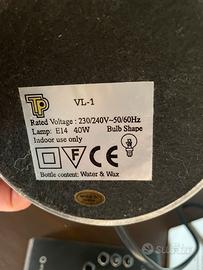 TP
VL-1
Rated Voltage : 230/240V~50/60Hz
Lamp: E14 40W Bulb Shape
Indoor use only
F CE
Bottle content: Water & Wax
subito